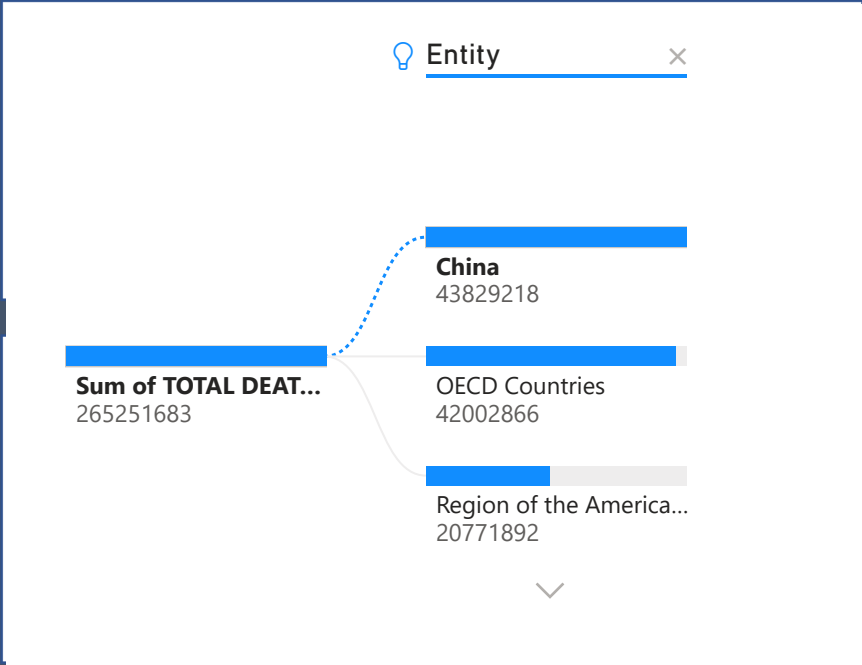 Entity
China
43829218
Sum of TOTAL DEAT...
265251683
OECD Countries
42002866
Region of the America...
20771892